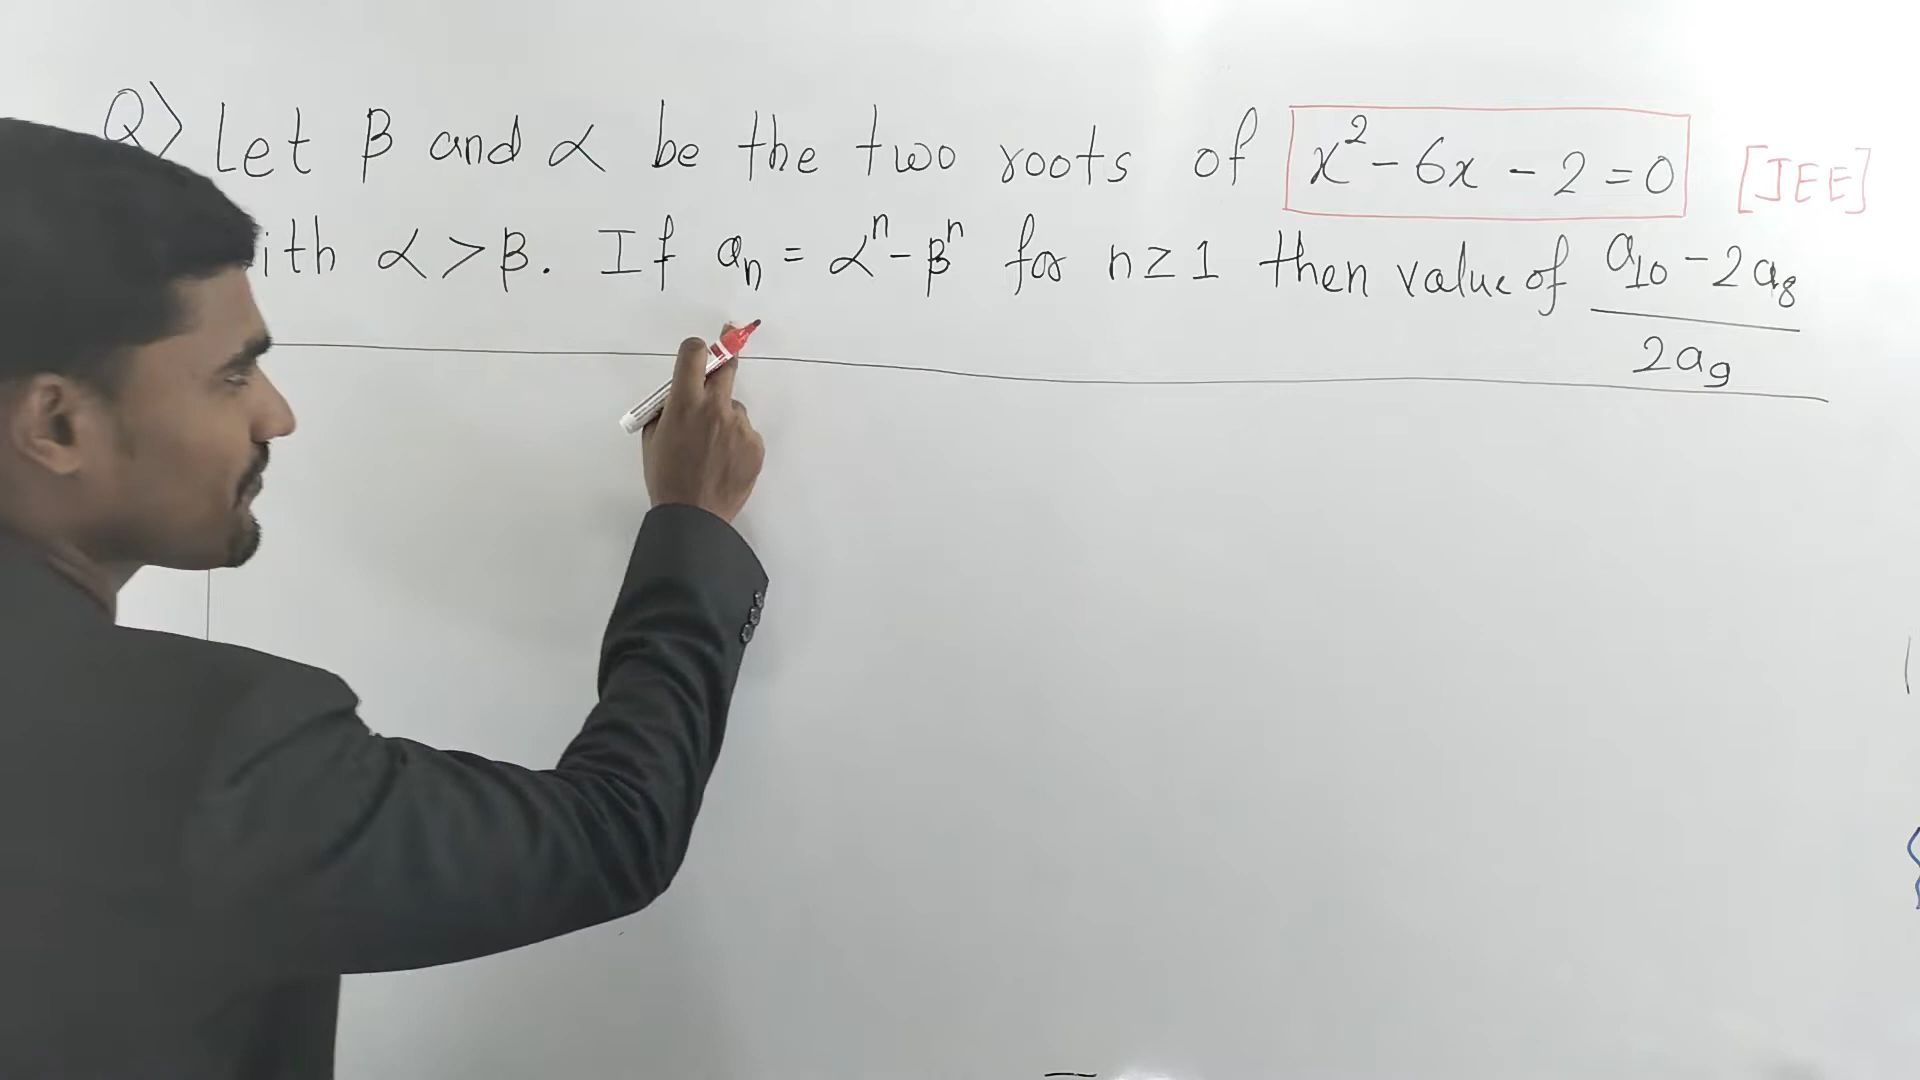 Q> Let β and α be the two roots of x² - 6x - 2 = 0 [JEE]
ith α > β. If aₙ = αⁿ - βⁿ for n ≥ 1 then value of a₁₀ - 2a₈
2a₉